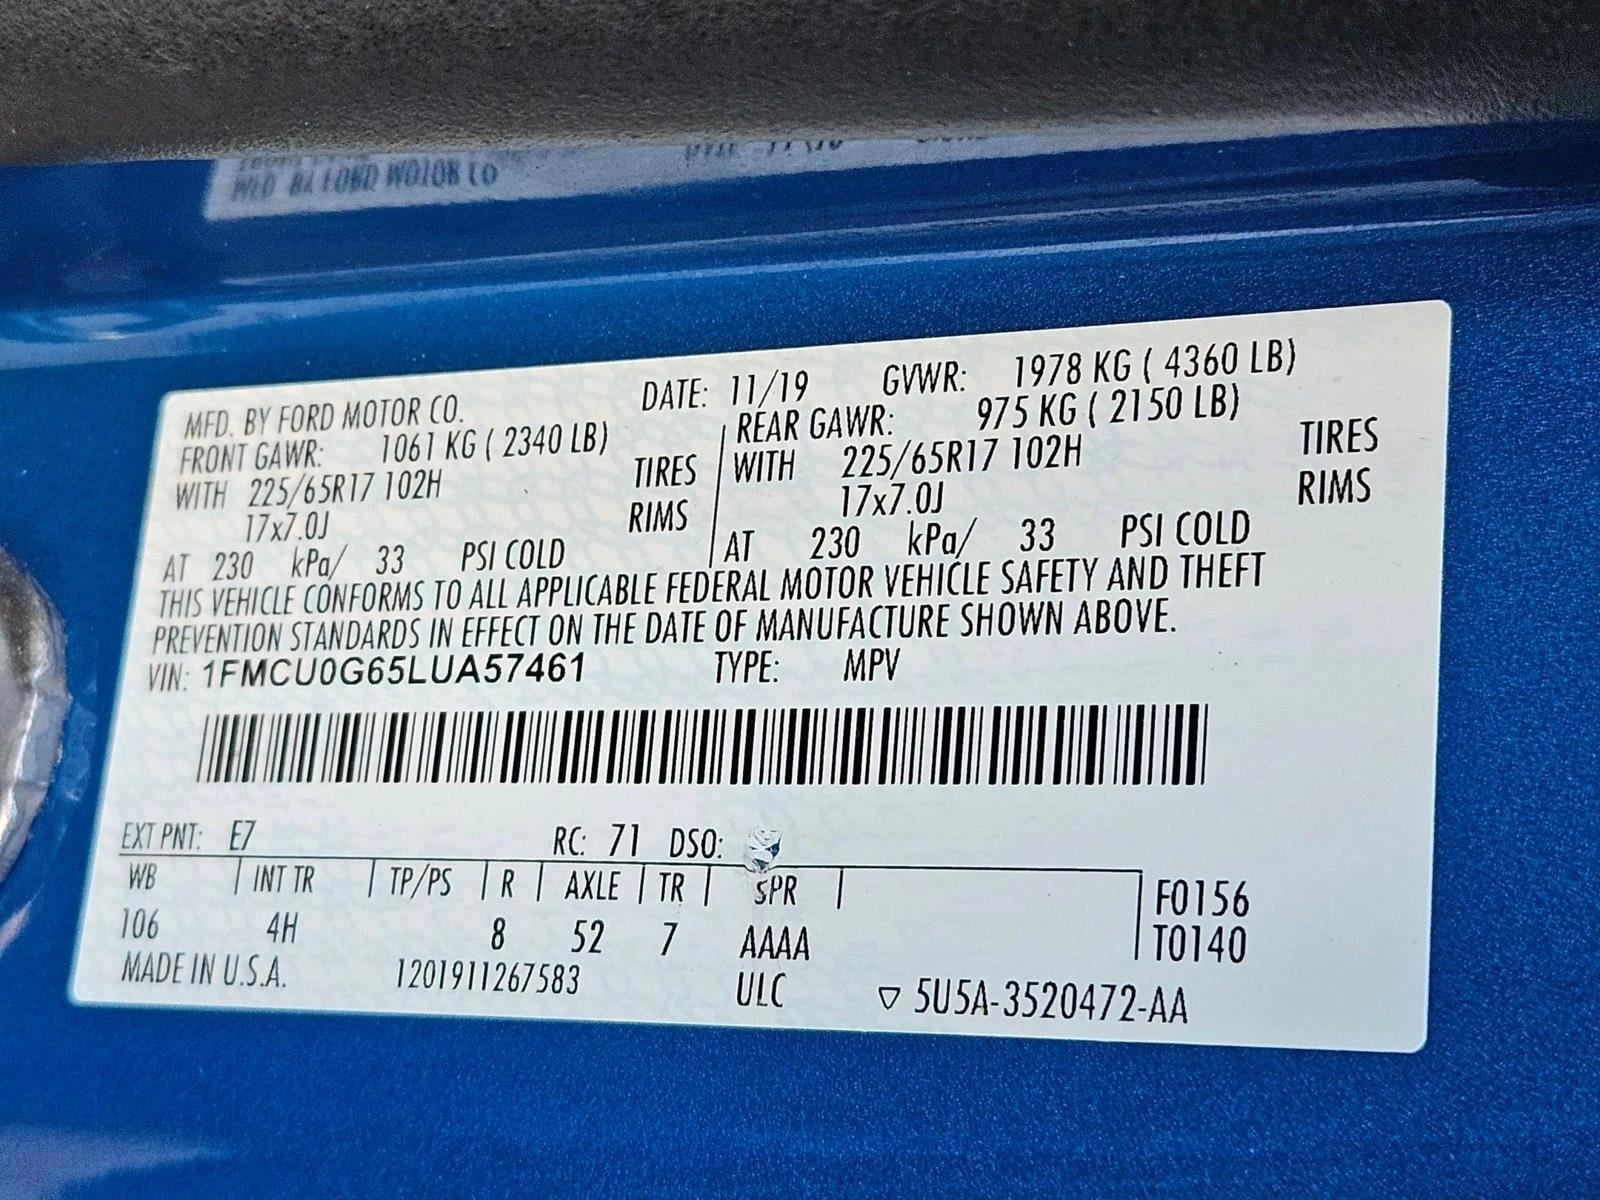 MFD. BY FORD MOTOR CO. DATE: 11/19 GVWR: 1978 KG ( 4360 LB)
FRONT GAWR: 1061 KG ( 2340 LB) REAR GAWR: 975 KG ( 2150 LB)
WITH 225/65R17 102H TIRES WITH 225/65R17 102H TIRES
17x7.0J RIMS 17x7.0J RIMS
AT 230 kPa/ 33 PSI COLD AT 230 kPa/ 33 PSI COLD
THIS VEHICLE CONFORMS TO ALL APPLICABLE FEDERAL MOTOR VEHICLE SAFETY AND THEFT
PREVENTION STANDARDS IN EFFECT ON THE DATE OF MANUFACTURE SHOWN ABOVE.
VIN: 1FMCU0G65LUA57461 TYPE: MPV
EXT PNT: E7 RC: 71 DSO:
WB INT TR TP/PS R AXLE TR SPR F0156
106 4H 8 52 7 AAAA T0140
MADE IN U.S.A. 1201911267583 ULC ▽ 5U5A-3520472-AA